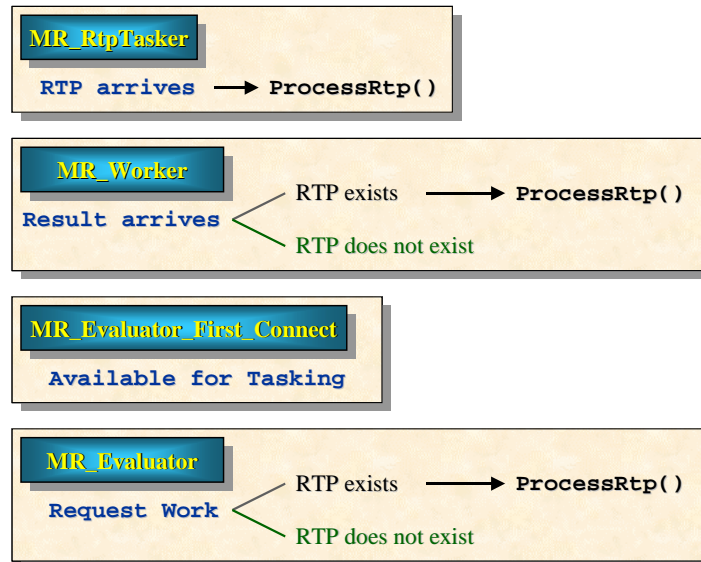 MR_RtpTasker
RTP arrives ProcessRtp()
MR_Worker
RTP exists ProcessRtp()
Result arrives
RTP does not exist
MR_Evaluator_First_Connect
Available for Tasking
MR_Evaluator
RTP exists ProcessRtp()
Request Work
RTP does not exist